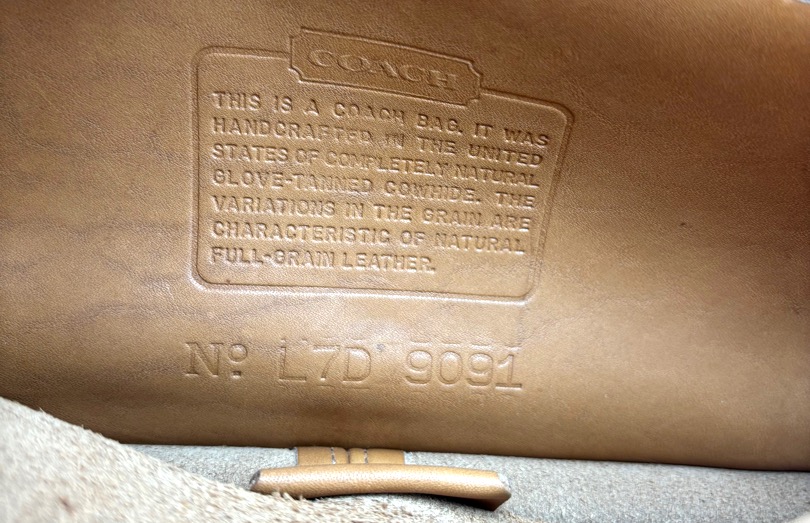 COACH
THIS IS A COACH BAG. IT WAS
HANDCRAFTED IN THE UNITED
STATES OF COMPLETELY NATURAL
GLOVE-TANNED COWHIDE. THE
VARIATIONS IN THE GRAIN ARE
CHARACTERISTIC OF NATURAL
FULL-GRAIN LEATHER.
Nº L7D 9091